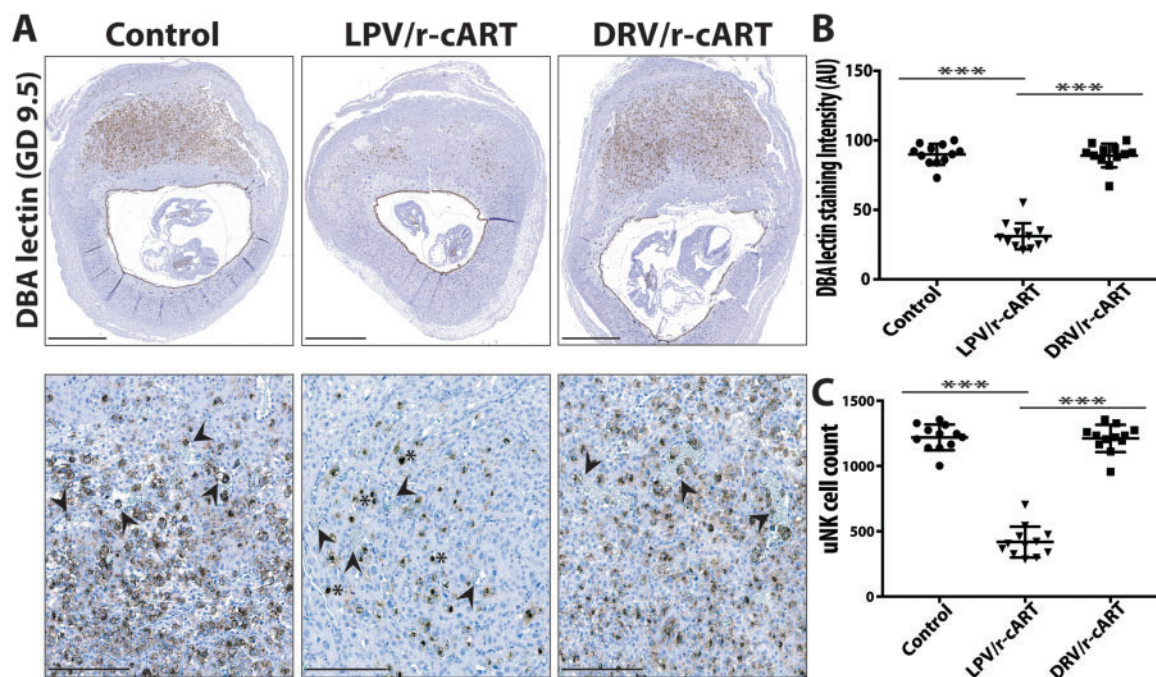 A
Control
LPV/r-cART
DRV/r-cART
DBA lectin (GD 9.5)
*
*
*
*
*
B
***
***
DBA lectin staining Intensity (AU)
150
100
50
0
Control
LPV/r-cART
DRV/r-cART
C
***
***
uNK cell count
1500
1000
500
0
Control
LPV/r-cART
DRV/r-cART